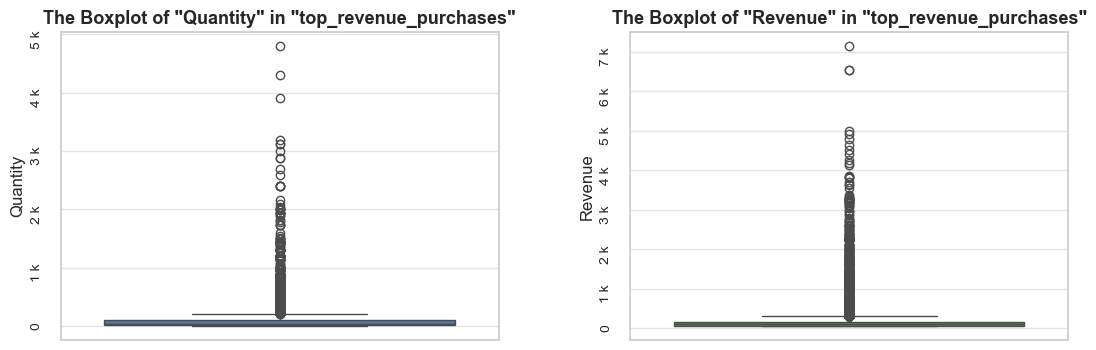 The Boxplot of "Quantity" in "top_revenue_purchases"
5 k
4 k
3 k
2 k
1 k
0
Quantity
The Boxplot of "Revenue" in "top_revenue_purchases"
7 k
6 k
5 k
4 k
3 k
2 k
1 k
0
Revenue